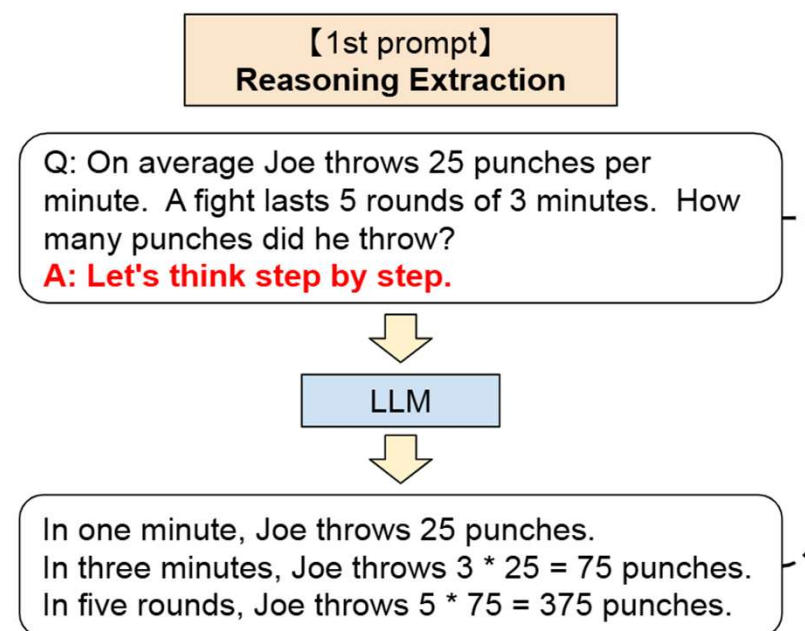 【1st prompt】
Reasoning Extraction
Q: On average Joe throws 25 punches per
minute.  A fight lasts 5 rounds of 3 minutes.  How
many punches did he throw?
A: Let's think step by step.
LLM
In one minute, Joe throws 25 punches.
In three minutes, Joe throws 3 * 25 = 75 punches.
In five rounds, Joe throws 5 * 75 = 375 punches.